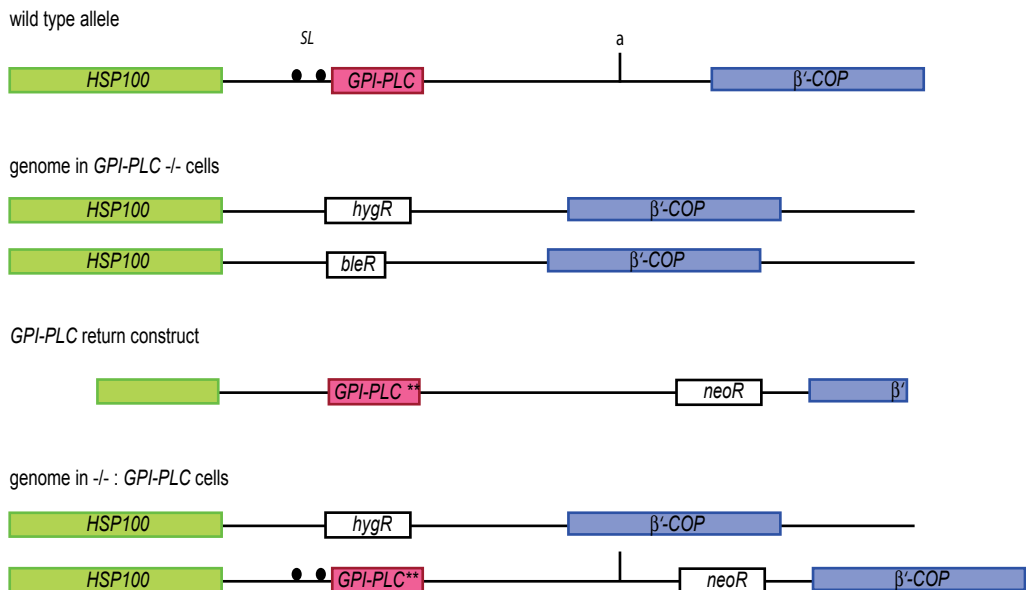 wild type allele
SL a
HSP100 GPI-PLC β'-COP
genome in GPI-PLC -/- cells
HSP100 hygR β'-COP
HSP100 bleR β'-COP
GPI-PLC return construct
GPI-PLC ** neoR β'
genome in -/- : GPI-PLC cells
HSP100 hygR β'-COP
HSP100 GPI-PLC** neoR β'-COP